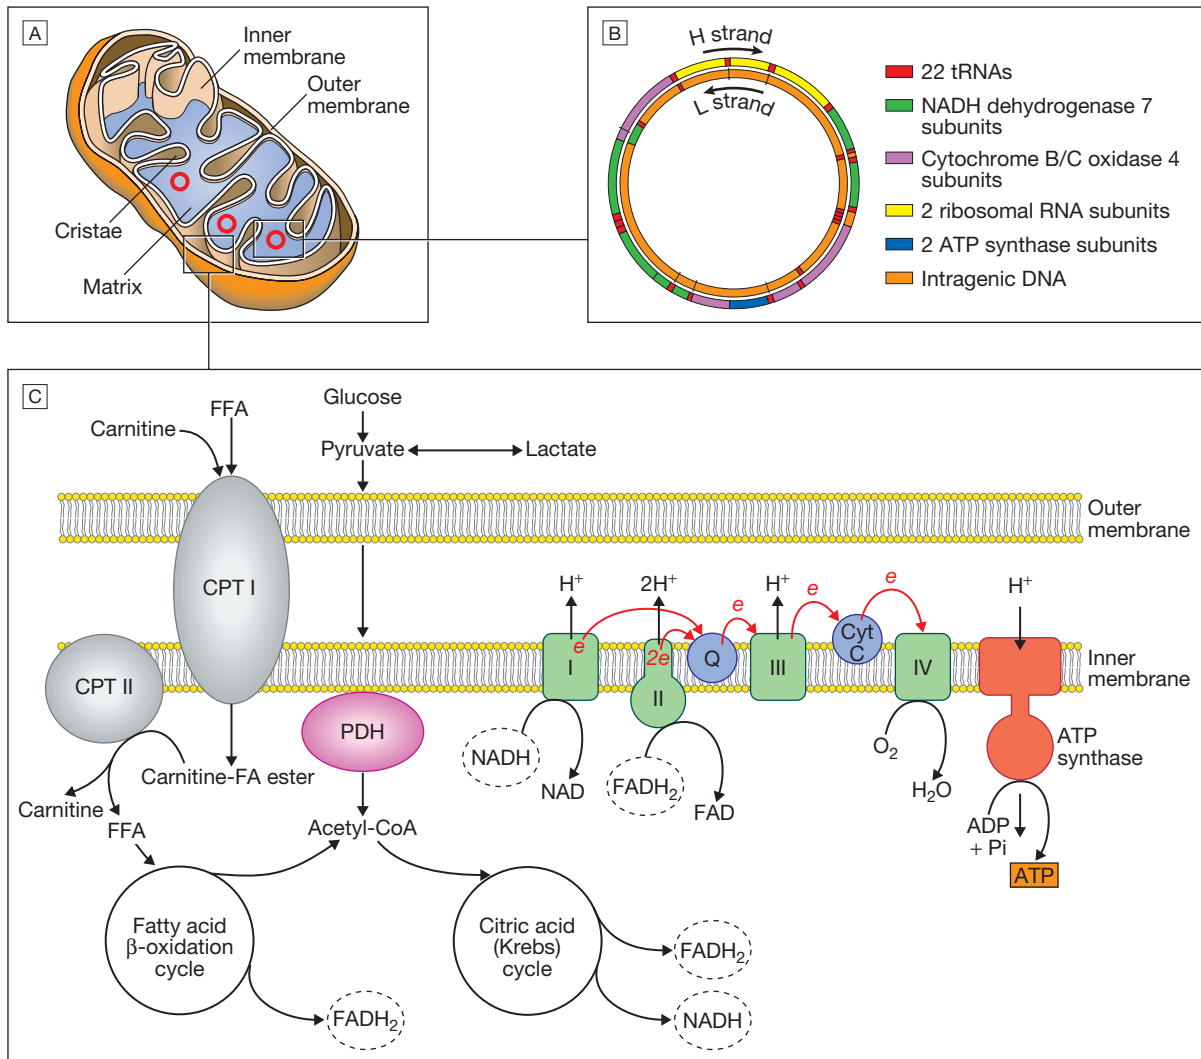 A
Inner
membrane
Outer
membrane
Cristae
Matrix
B
H strand
L strand
22 tRNAs
NADH dehydrogenase 7
subunits
Cytochrome B/C oxidase 4
subunits
2 ribosomal RNA subunits
2 ATP synthase subunits
Intragenic DNA
C
Carnitine
FFA
Glucose
Pyruvate
Lactate
Outer
membrane
CPT I
H+
2H+
H+
H+
e
e
e
e
2e
CPT II
I
II
Q
III
Cyt
C
IV
Inner
membrane
PDH
NADH
NAD
FADH2
FAD
O2
H2O
ATP
synthase
ADP
+ Pi
ATP
Carnitine-FA ester
Carnitine
FFA
Acetyl-CoA
Fatty acid
β-oxidation
cycle
Citric acid
(Krebs)
cycle
FADH2
FADH2
NADH